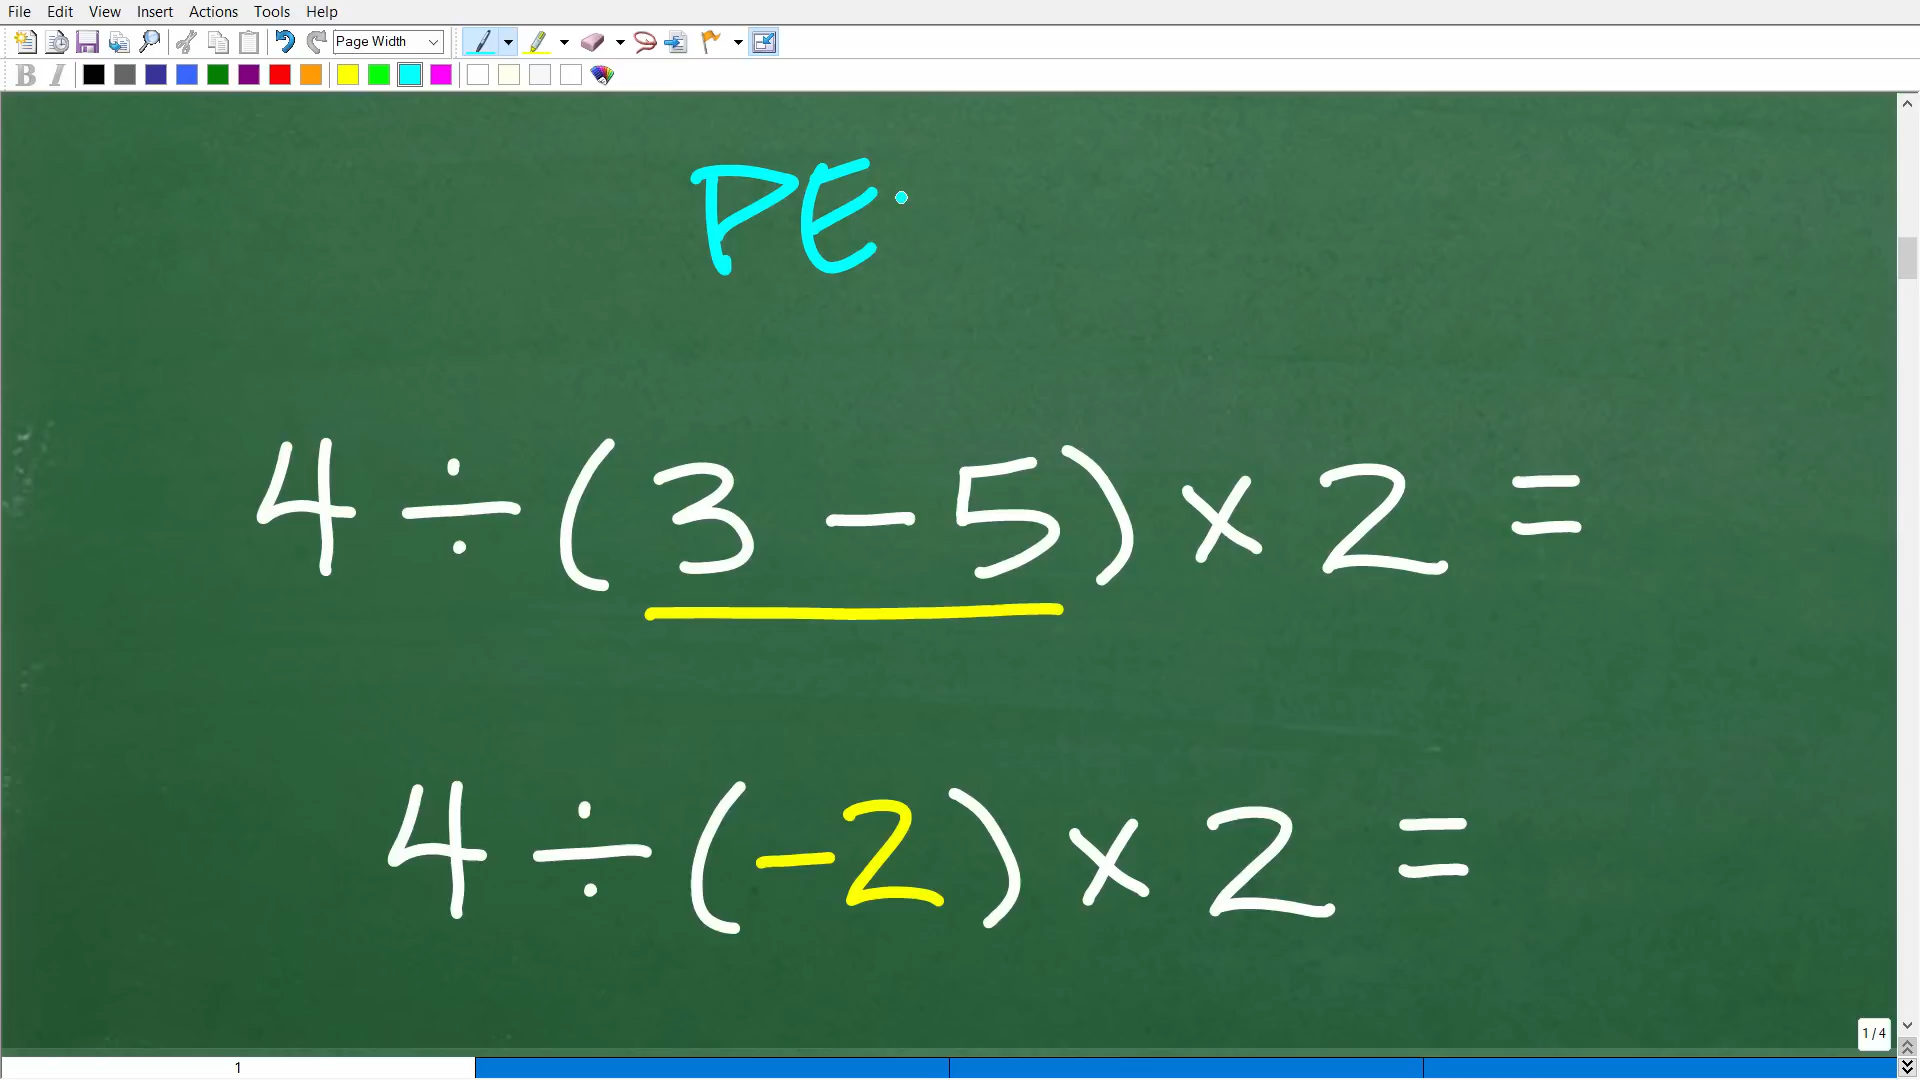 File Edit View Insert Actions Tools Help
Page Width
B I
PE
4 ÷ ( 3 - 5 ) × 2 =
4 ÷ ( -2 ) × 2 =
1 / 4
1